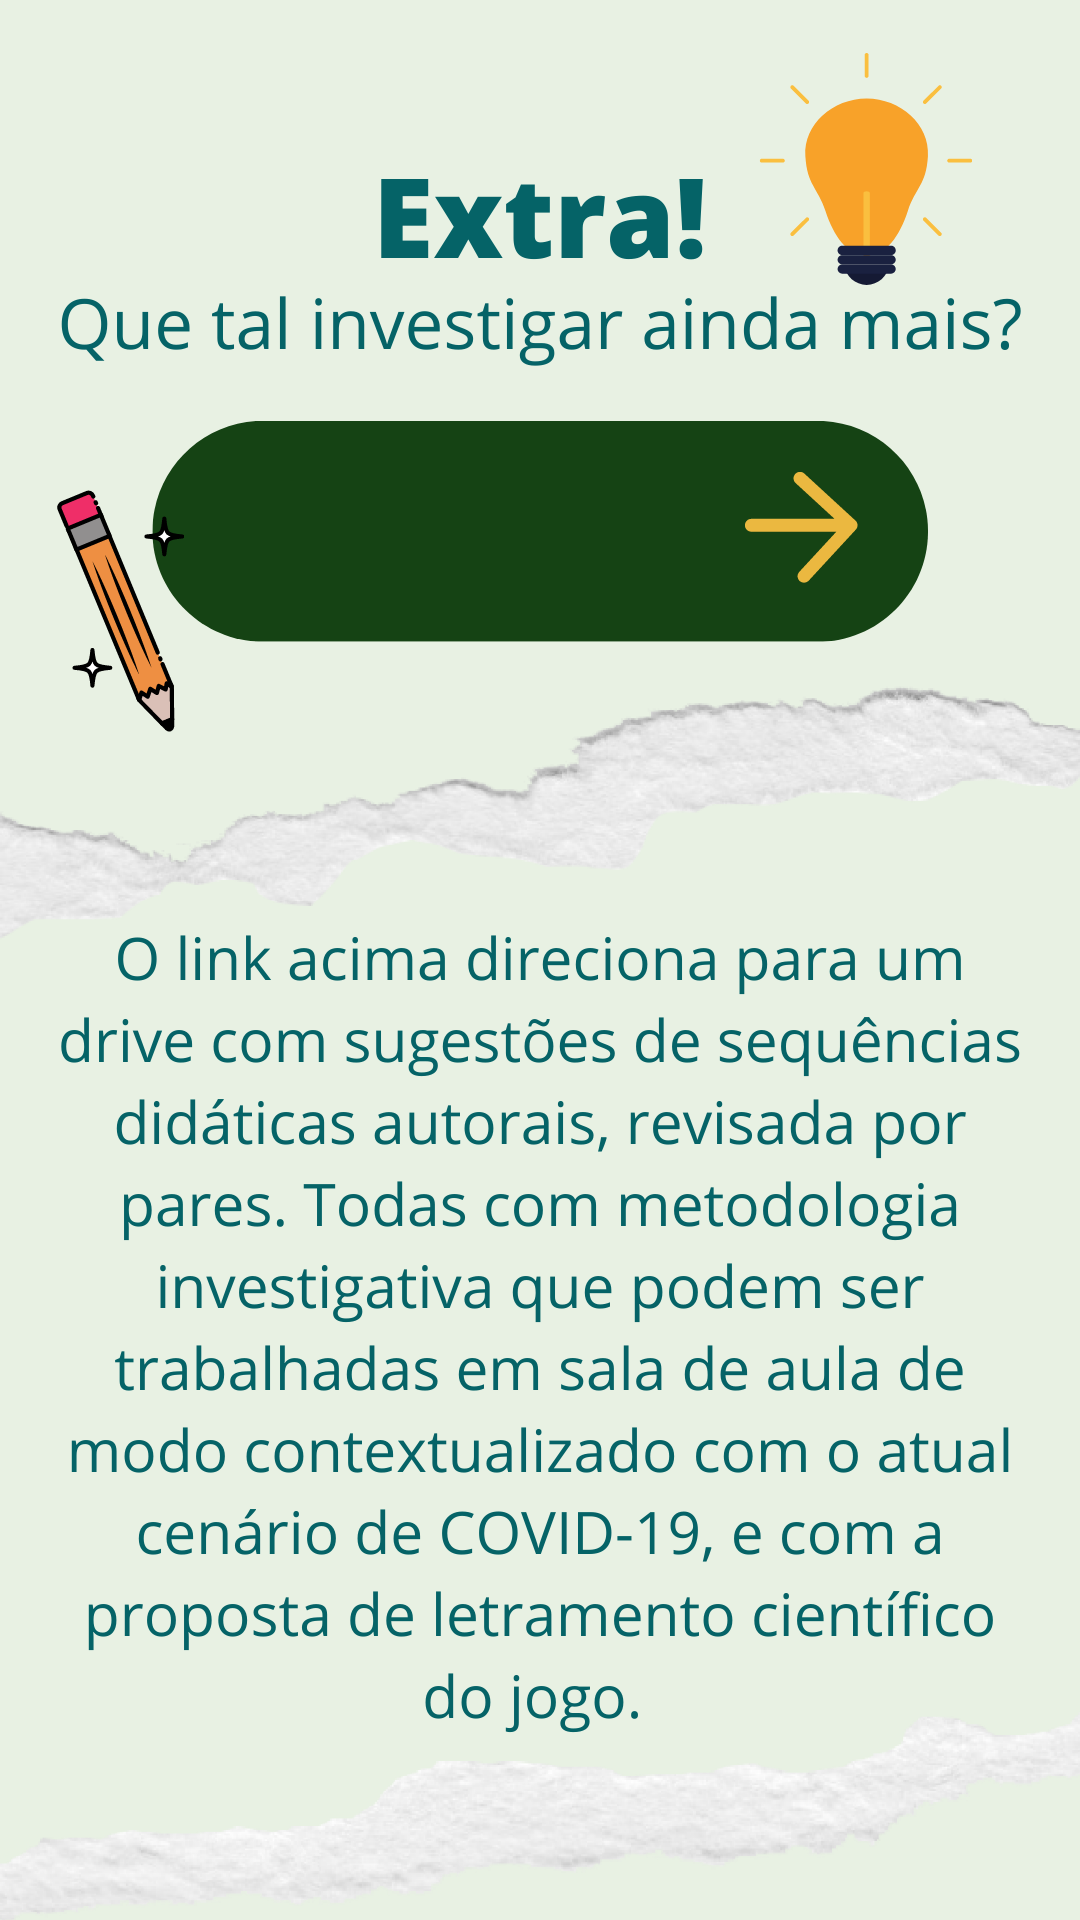 Extra!
Que tal investigar ainda mais?
O link acima direciona para um
drive com sugestões de sequências
didáticas autorais, revisada por
pares. Todas com metodologia
investigativa que podem ser
trabalhadas em sala de aula de
modo contextualizado com o atual
cenário de COVID-19, e com a
proposta de letramento científico
do jogo.